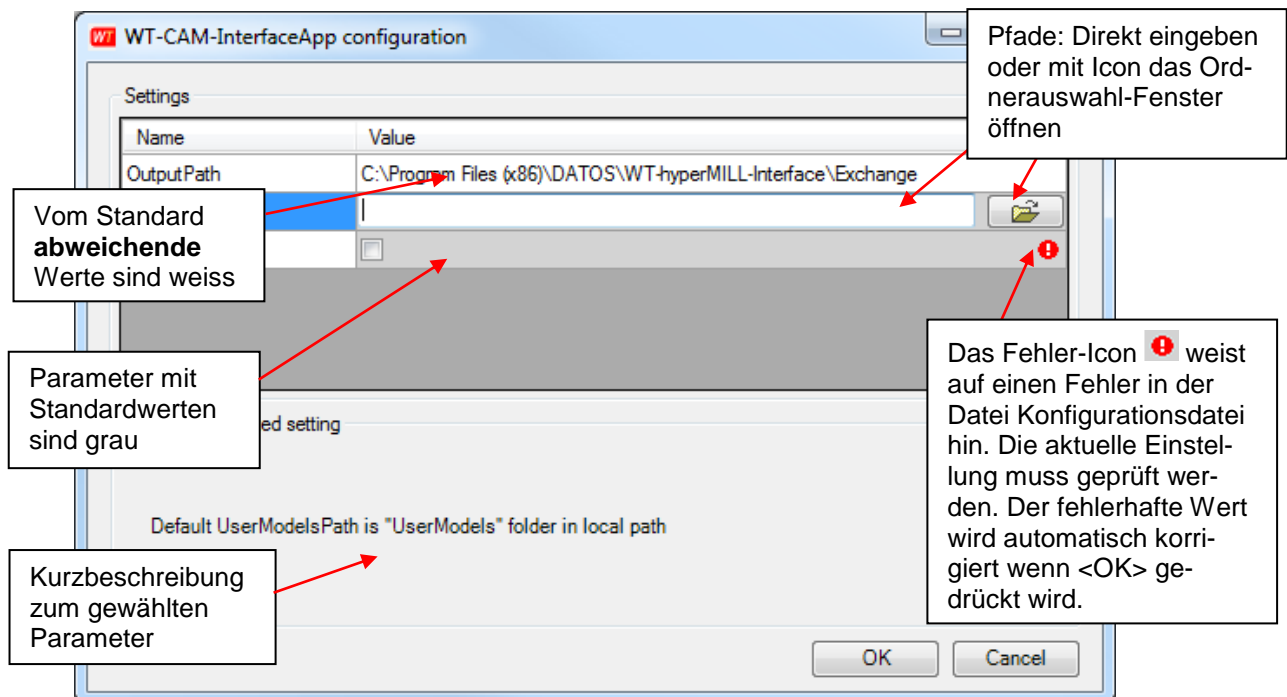 WT WT-CAM-InterfaceApp configuration
Pfade: Direkt eingeben
oder mit Icon das Ord-
nerauswahl-Fenster
öffnen
Settings
Name Value
OutputPath C:\Program Files (x86)\DATOS\WT-hyperMILL-Interface\Exchange
Vom Standard
abweichende
Werte sind weiss
Parameter mit
Standardwerten
sind grau
Das Fehler-Icon weist
auf einen Fehler in der
Datei Konfigurationsdatei
hin. Die aktuelle Einstel-
lung muss geprüft wer-
den. Der fehlerhafte Wert
wird automatisch korri-
giert wenn <OK> ge-
drückt wird.
ed setting
Default UserModelsPath is "UserModels" folder in local path
Kurzbeschreibung
zum gewählten
Parameter
OK Cancel